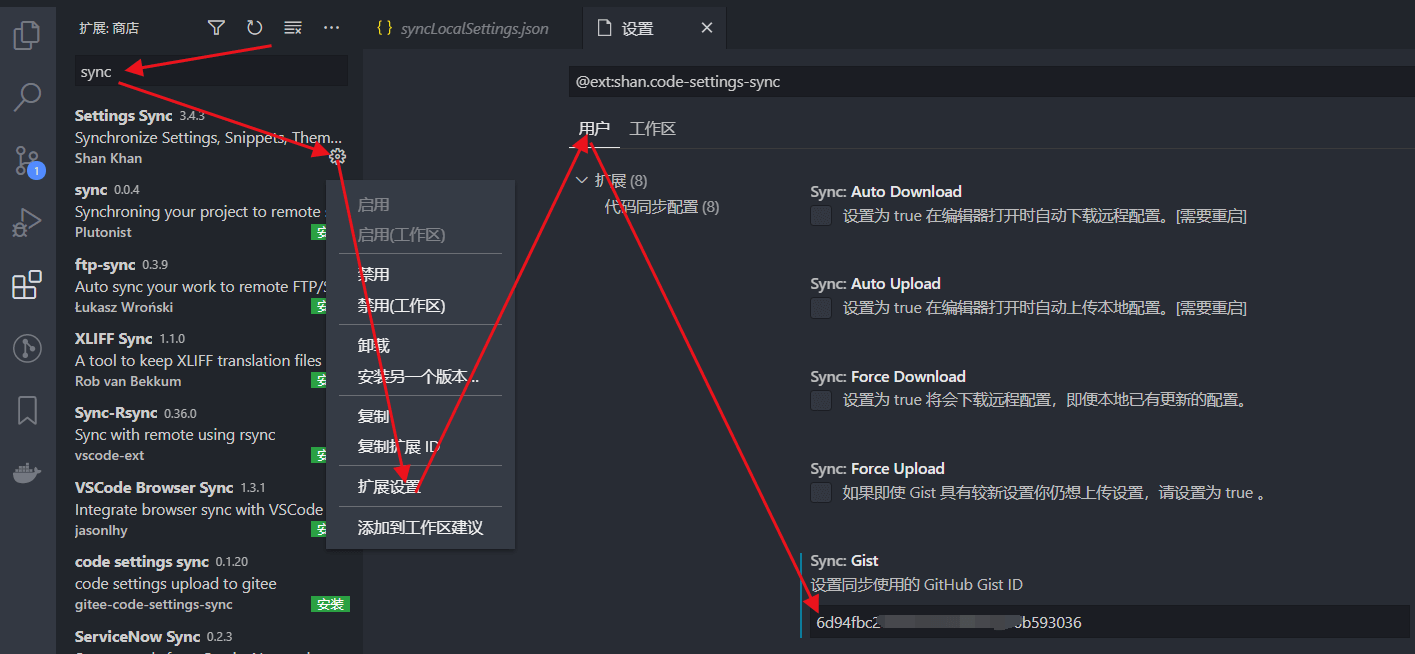 扩展: 商店
sync
Settings Sync 3.4.3
Synchronize Settings, Snippets, Them...
Shan Khan
sync 0.0.4
Synchroning your project to remote
Plutonist
ftp-sync 0.3.9
Auto sync your work to remote FTP/
Łukasz Wroński
XLIFF Sync 1.1.0
A tool to keep XLIFF translation files
Rob van Bekkum
Sync-Rsync 0.36.0
Sync with remote using rsync
vscode-ext
VSCode Browser Sync 1.3.1
Integrate browser sync with VSCode
jasonlhy
code settings sync 0.1.20
code settings upload to gitee
gitee-code-settings-sync
安装
ServiceNow Sync 0.2.3
1
启用
启用(工作区)
禁用
禁用(工作区)
卸载
安装另一个版本...
复制
复制扩展 ID
扩展设置
添加到工作区建议
{} syncLocalSettings.json
设置
@ext:shan.code-settings-sync
用户 工作区
扩展 (8)
代码同步配置 (8)
Sync: Auto Download
设置为 true 在编辑器打开时自动下载远程配置。[需要重启]
Sync: Auto Upload
设置为 true 在编辑器打开时自动上传本地配置。[需要重启]
Sync: Force Download
设置为 true 将会下载远程配置，即便本地已有更新的配置。
Sync: Force Upload
如果即使 Gist 具有较新设置你仍想上传设置，请设置为 true 。
Sync: Gist
设置同步使用的 GitHub Gist ID
6d94fbc2 b593036